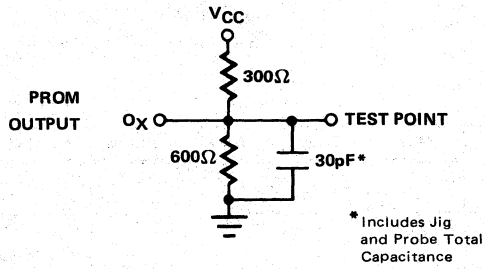 VCC
300Ω
PROM
OUTPUT
OX
TEST POINT
600Ω
30pF*
* Includes Jig
and Probe Total
Capacitance